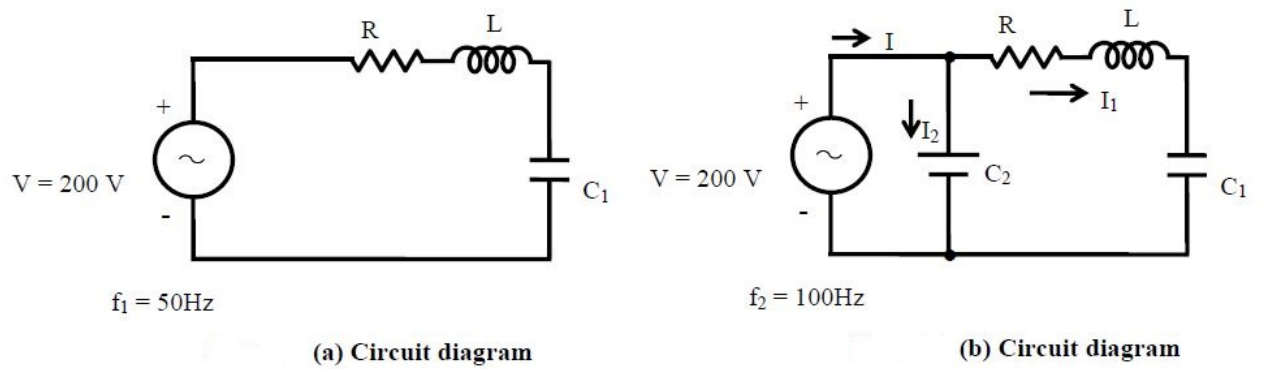 R
L
+
V = 200 V
-
C₁
f₁ = 50Hz
(a) Circuit diagram
I
R
L
I₁
+
I₂
V = 200 V
C₂
C₁
-
f₂ = 100Hz
(b) Circuit diagram